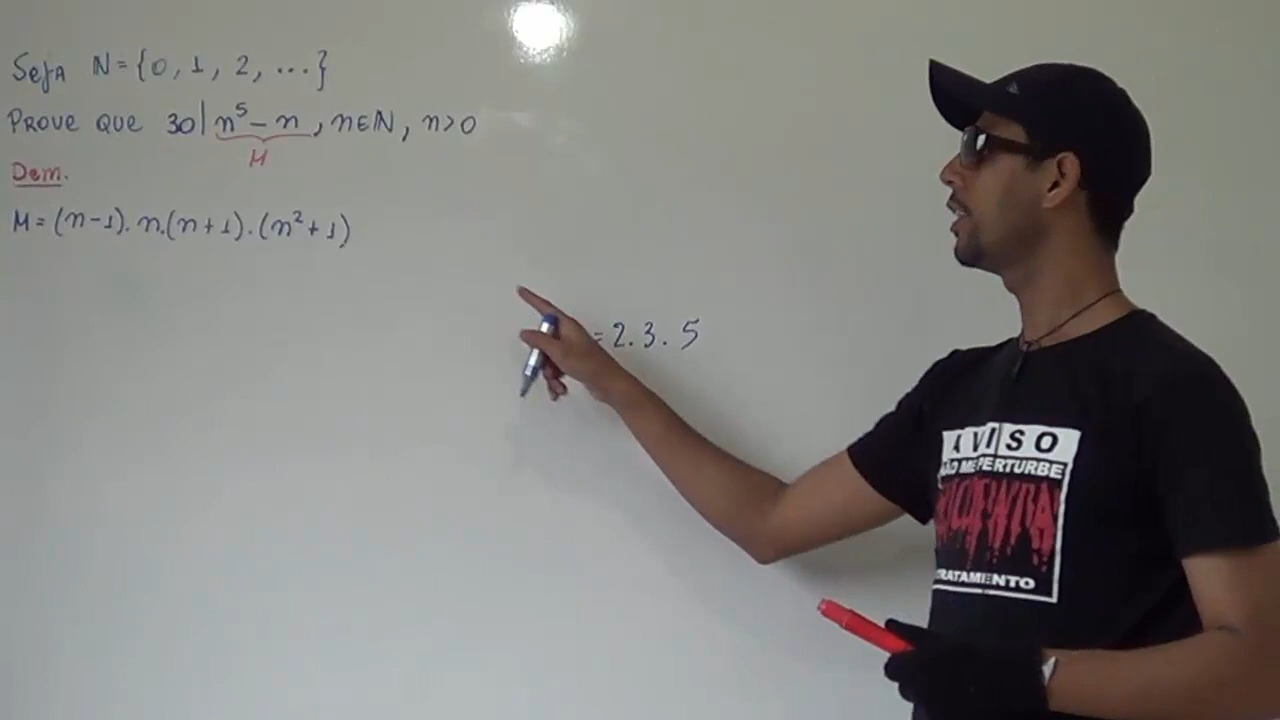 Seja N = {0, 1, 2, ...}
Prove que 30 | n⁵ - n, n∈N, n>0
M
Dem.
M = (n-1).n.(n+1).(n²+1)
= 2.3.5
AVISO
NÃO ME PERTURBE
TRATAMENTO